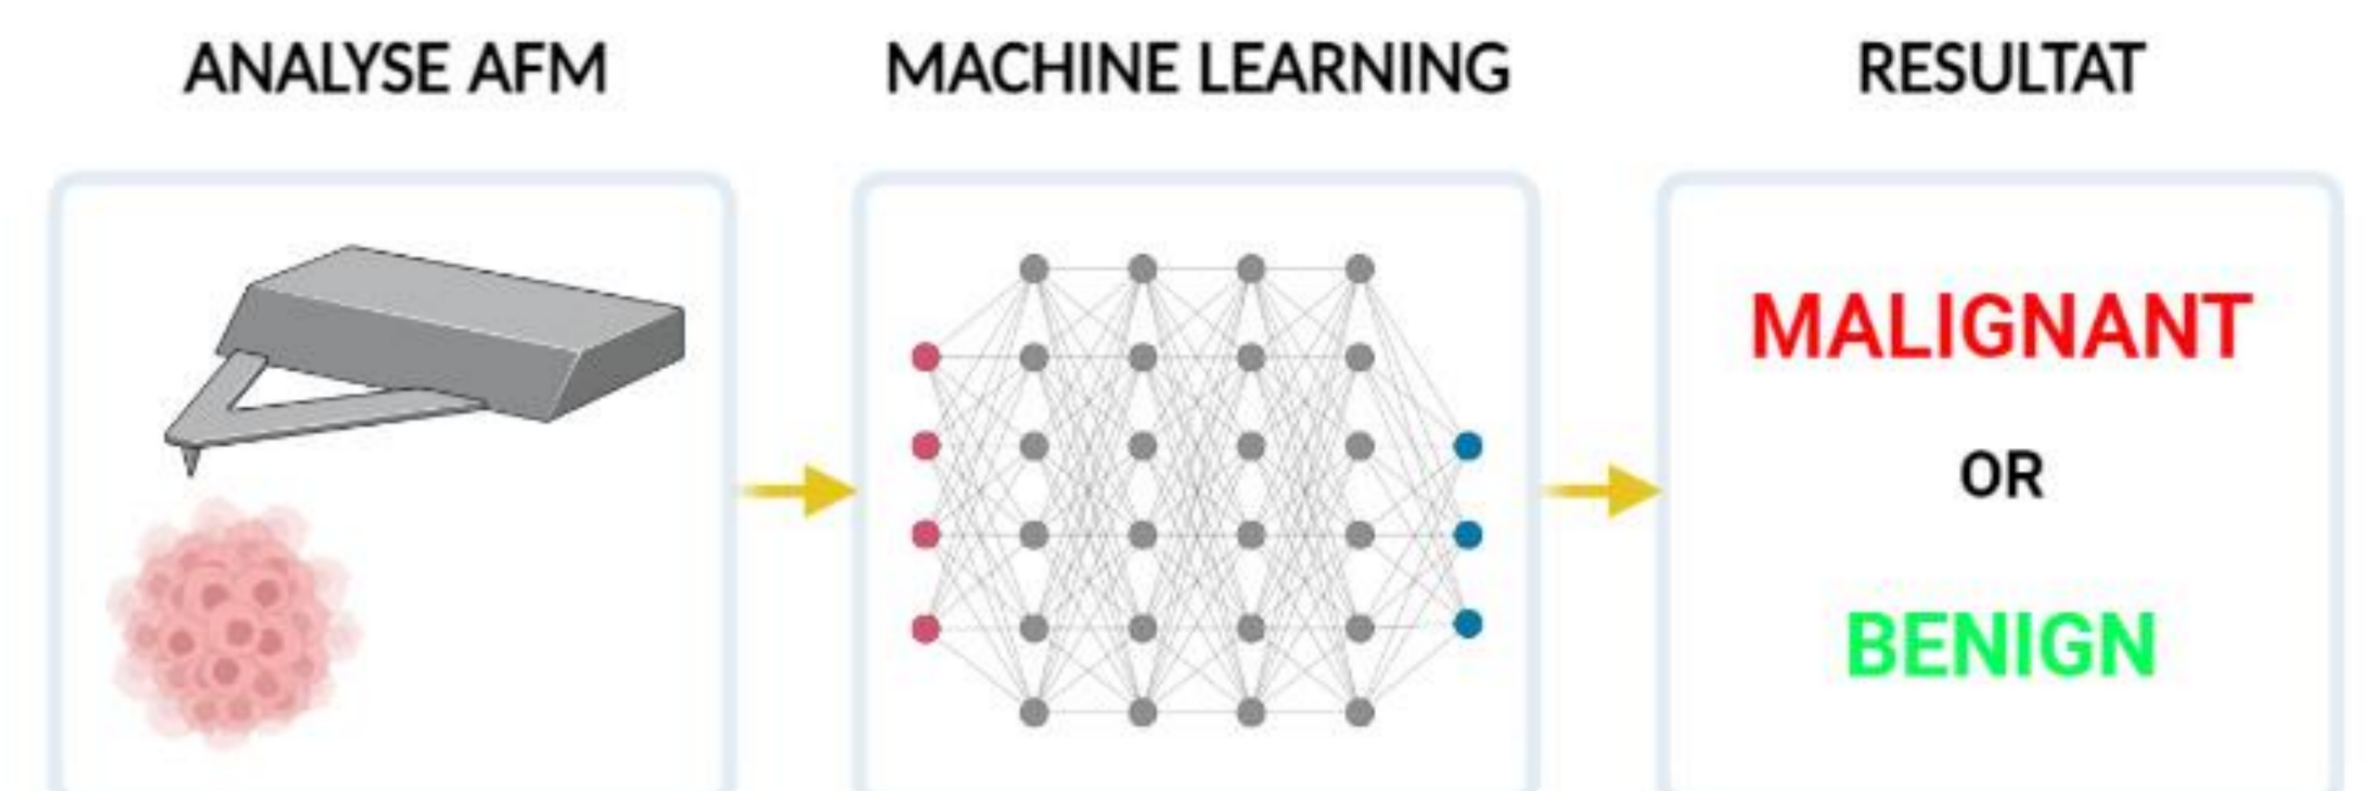 ANALYSE AFM
MACHINE LEARNING
RESULTAT
MALIGNANT
OR
BENIGN